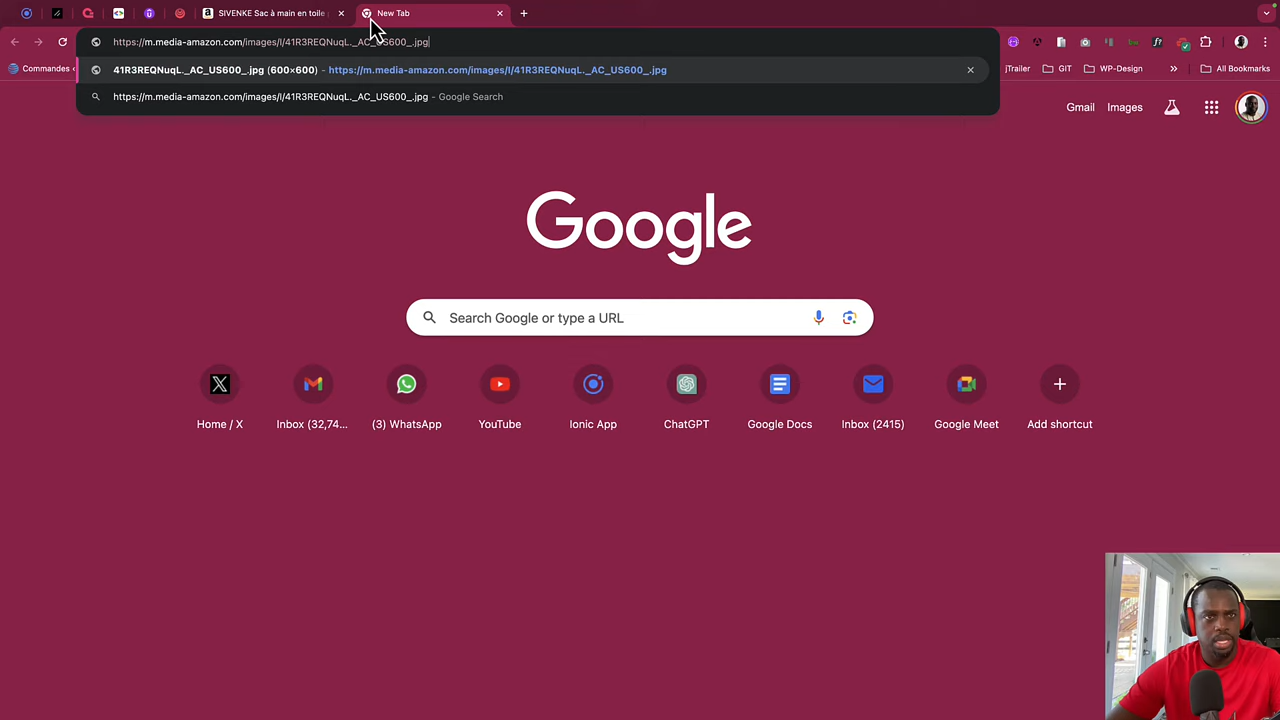 SIVENKE Sac à main en toile
New Tab
https://m.media-amazon.com/images/I/41R3REQNuqL._AC_US600_.jpg
Commandes
41R3REQNuqL._AC_US600_.jpg (600×600) - https://m.media-amazon.com/images/I/41R3REQNuqL._AC_US600_.jpg
jTrailer
GIT
WP-Design
All Bookmarks
https://m.media-amazon.com/images/I/41R3REQNuqL._AC_US600_.jpg - Google Search
Gmail
Images
Google
Search Google or type a URL
Home / X
Inbox (32,74...
(3) WhatsApp
YouTube
Ionic App
ChatGPT
Google Docs
Inbox (2415)
Google Meet
Add shortcut